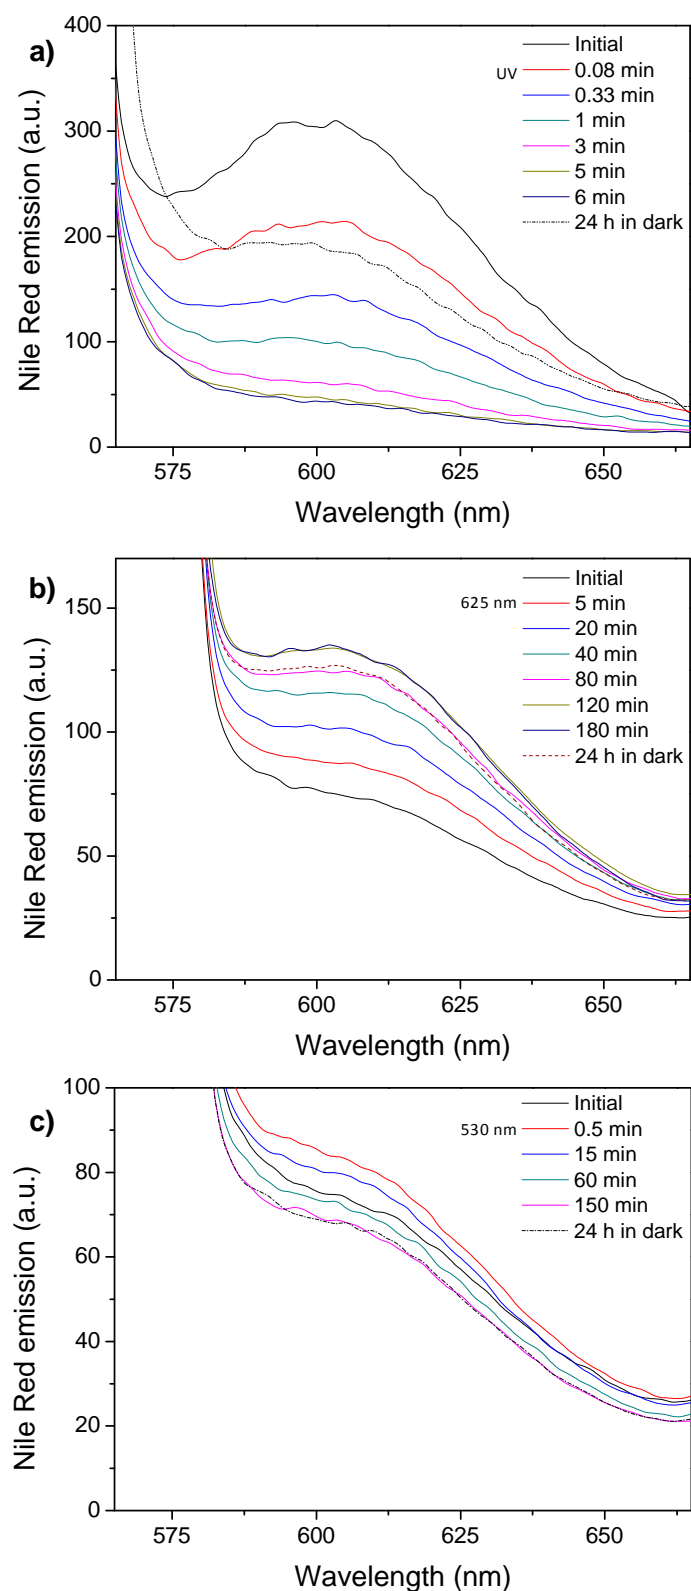 a)
Nile Red emission (a.u.)
400
300
200
100
0
Initial
UV 0.08 min
0.33 min
1 min
3 min
5 min
6 min
24 h in dark
575 600 625 650
Wavelength (nm)
b)
Nile Red emission (a.u.)
150
100
50
0
Initial
625 nm 5 min
20 min
40 min
80 min
120 min
180 min
24 h in dark
575 600 625 650
Wavelength (nm)
c)
Nile Red emission (a.u.)
100
80
60
40
20
0
Initial
530 nm 0.5 min
15 min
60 min
150 min
24 h in dark
575 600 625 650
Wavelength (nm)